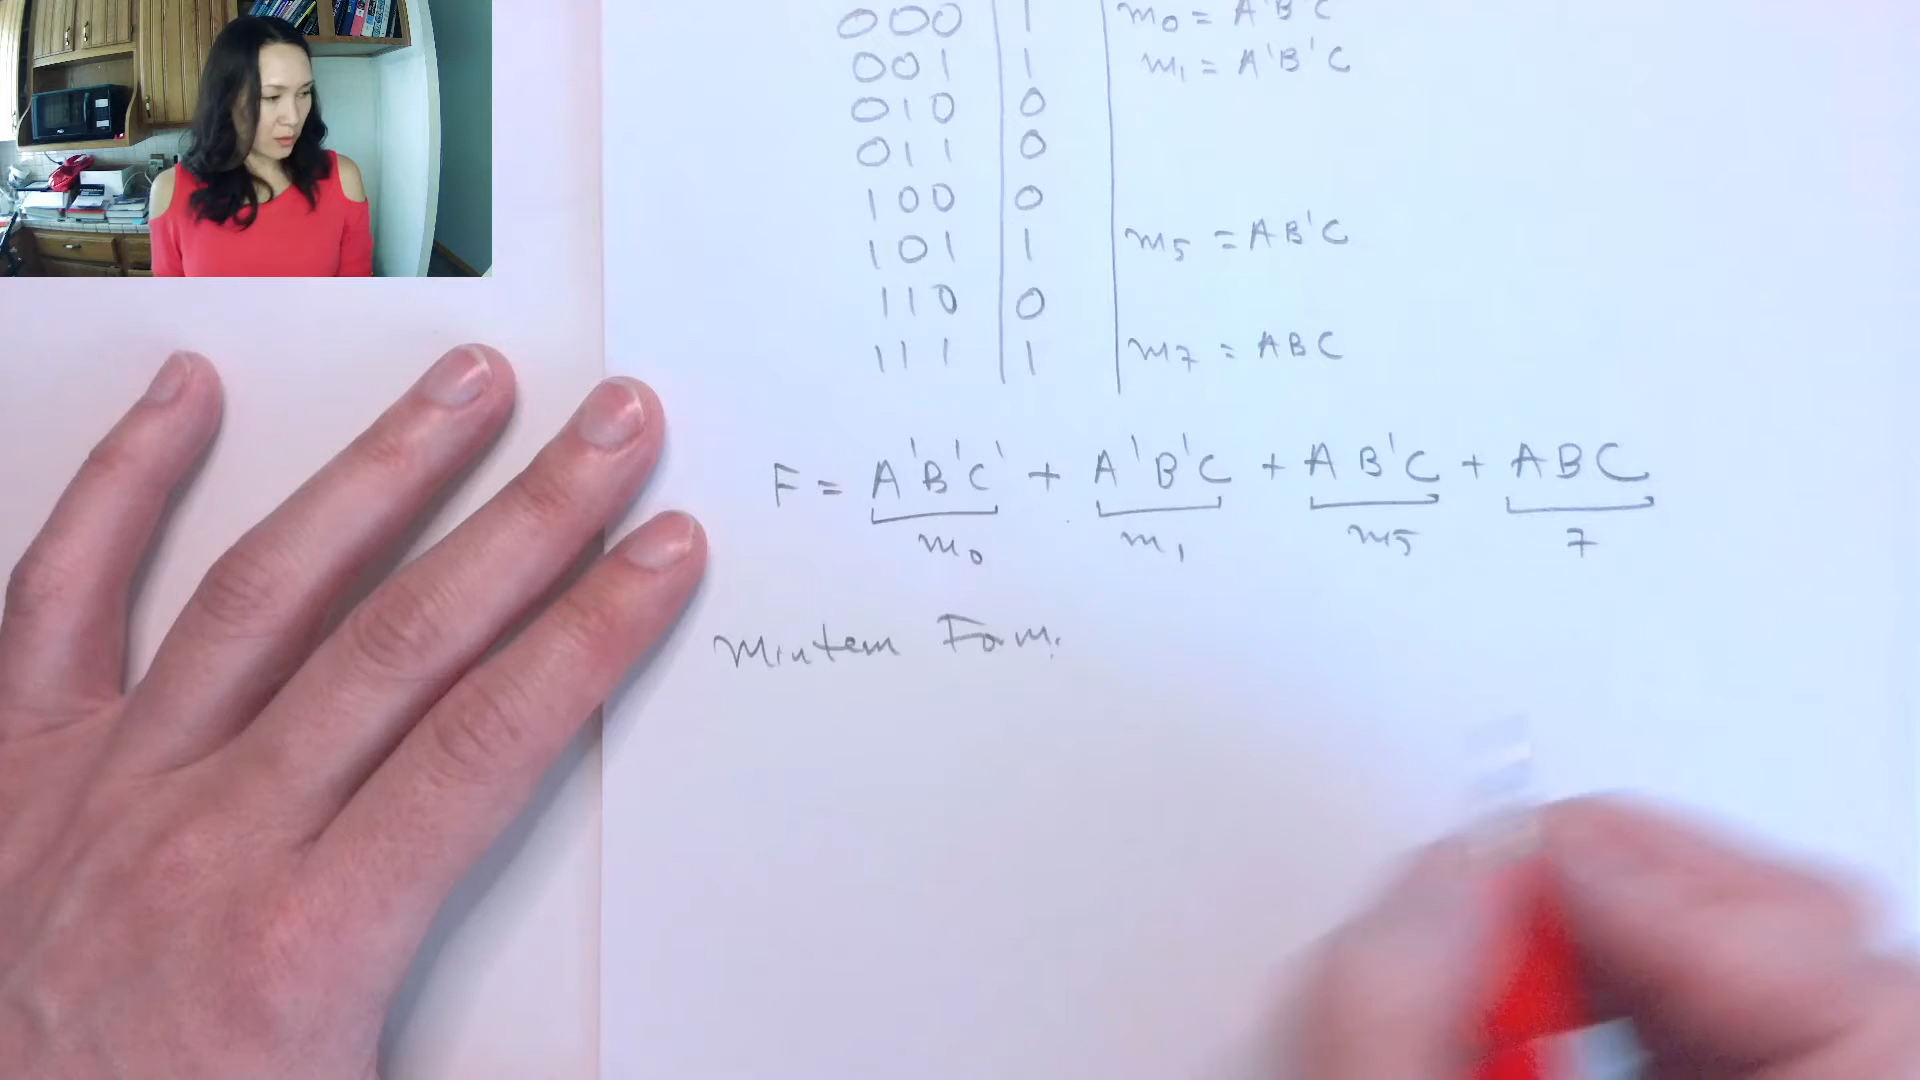 000 1 m0 = A'B'C'
001 1 m1 = A'B'C
010 0
011 0
100 0
101 1 m5 = AB'C
110 0
111 1 m7 = ABC
F = A'B'C' + A'B'C + AB'C + ABC
m0 m1 m5 7
Mintem Form.